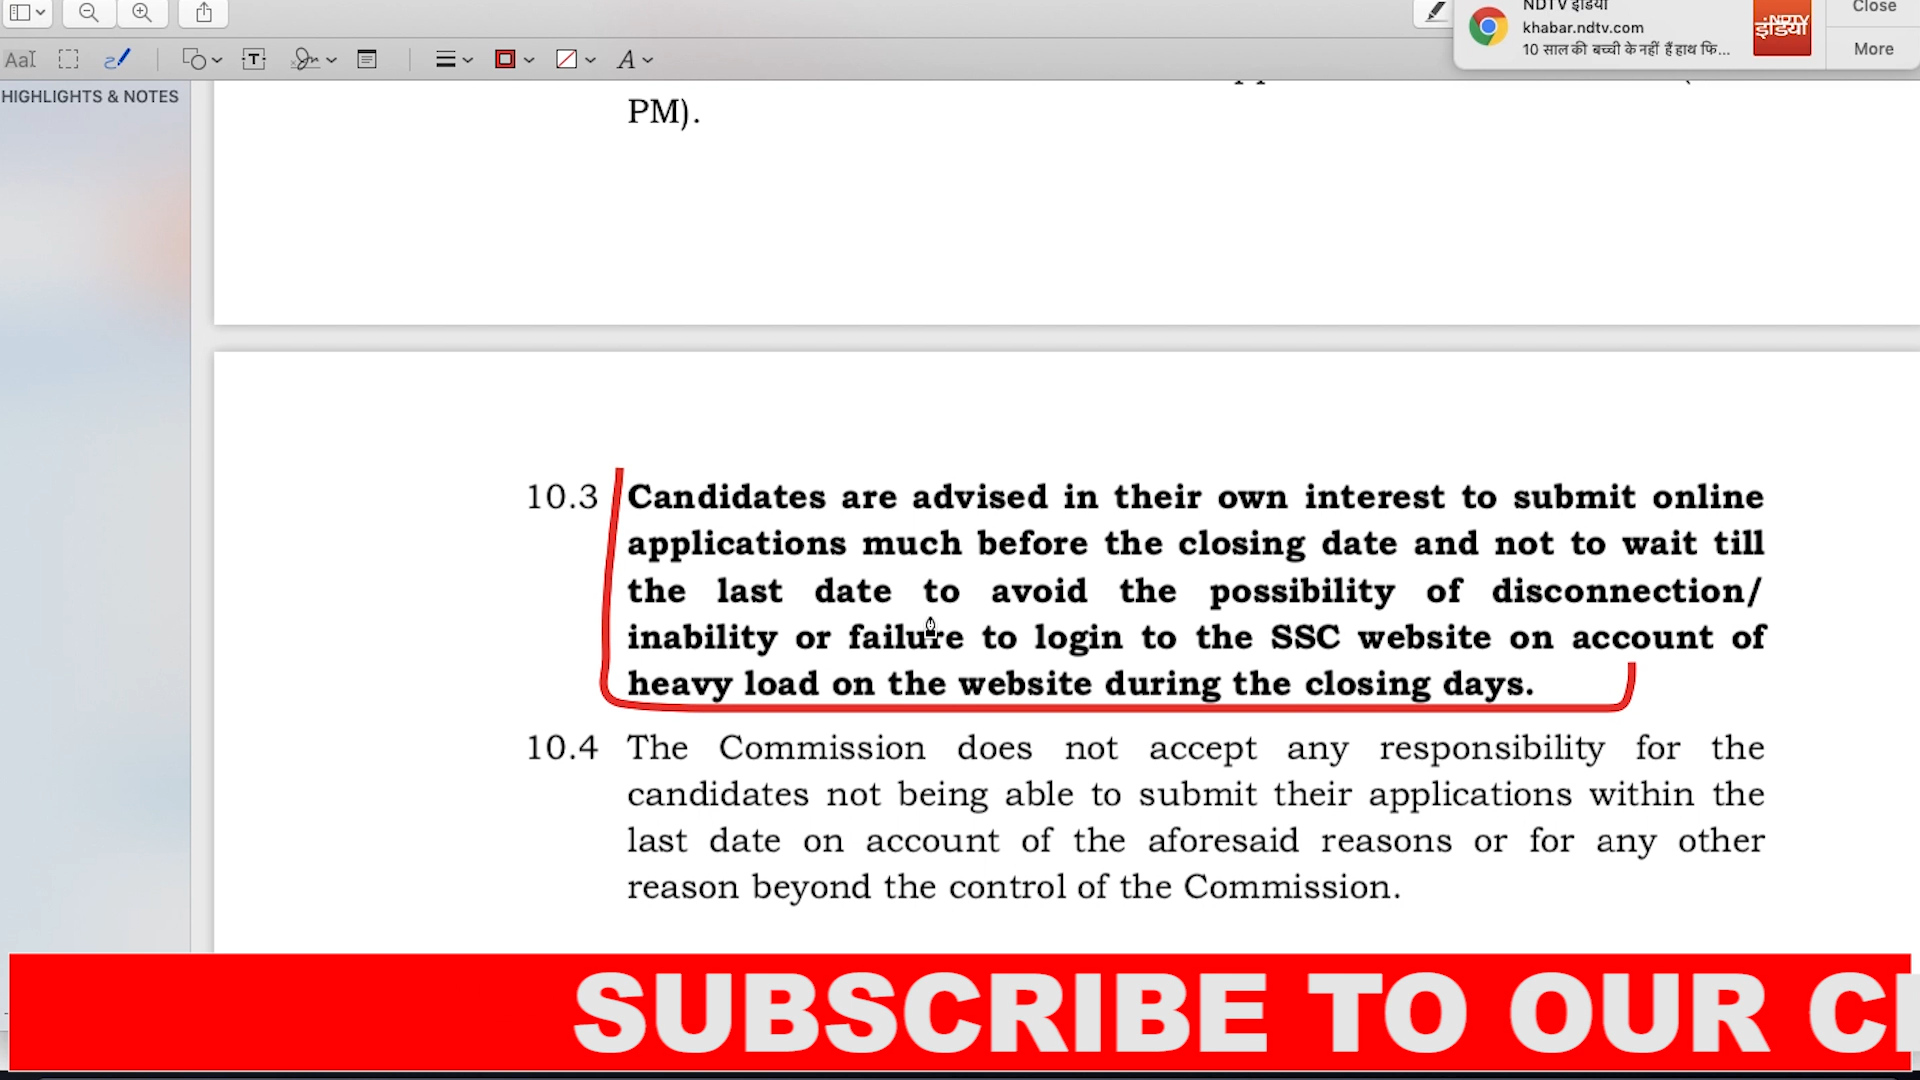 NDTV इंडिया
khabar.ndtv.com
10 साल की बच्ची के नहीं हैं हाथ फि...
Close
More
NDTV
इंडिया
HIGHLIGHTS & NOTES
PM).
10.3 Candidates are advised in their own interest to submit online
applications much before the closing date and not to wait till
the last date to avoid the possibility of disconnection/
inability or failure to login to the SSC website on account of
heavy load on the website during the closing days.
10.4 The Commission does not accept any responsibility for the
candidates not being able to submit their applications within the
last date on account of the aforesaid reasons or for any other
reason beyond the control of the Commission.
SUBSCRIBE TO OUR